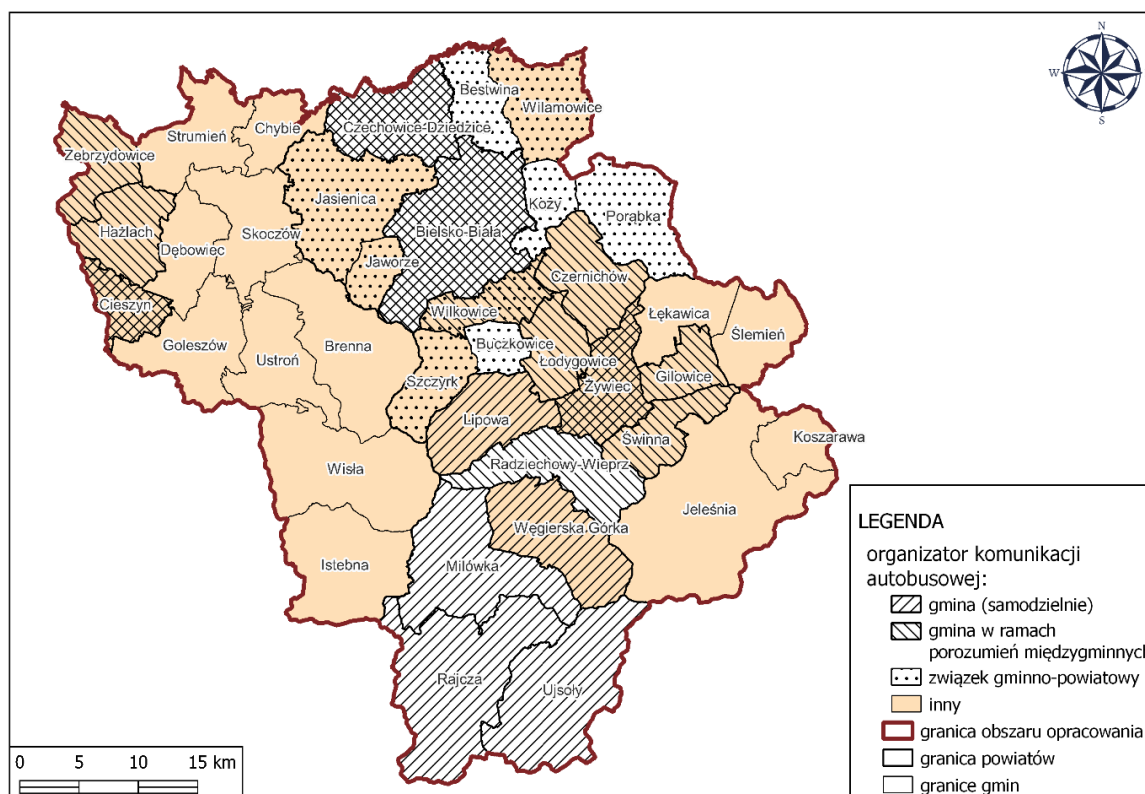 N
W
E
S
Bestwina
Wilamowice
Strumień
Chybie
Czechowice-Dziedzice
Zebrzydowice
Jasienica
Kozy
Porąbka
Hażlach
Dębowiec
Skoczów
Bielsko-Biała
Jaworze
Czernichów
Cieszyn
Wilkowice
Łękawica
Ślemień
Goleszów
Ustroń
Brenna
Buczkowice
Łodygowice
Gilowice
Szczyrk
Żywiec
Lipowa
Świnna
Koszarawa
Radziechowy-Wieprz
Wisła
Jeleśnia
Węgierska Górka
Istebna
Milówka
Rajcza
Ujsoły
LEGENDA
organizator komunikacji
autobusowej:
gmina (samodzielnie)
gmina w ramach
porozumień międzygminnych
związek gminno-powiatowy
inny
granica obszaru opracowania
granica powiatów
granice gmin
0 5 10 15 km